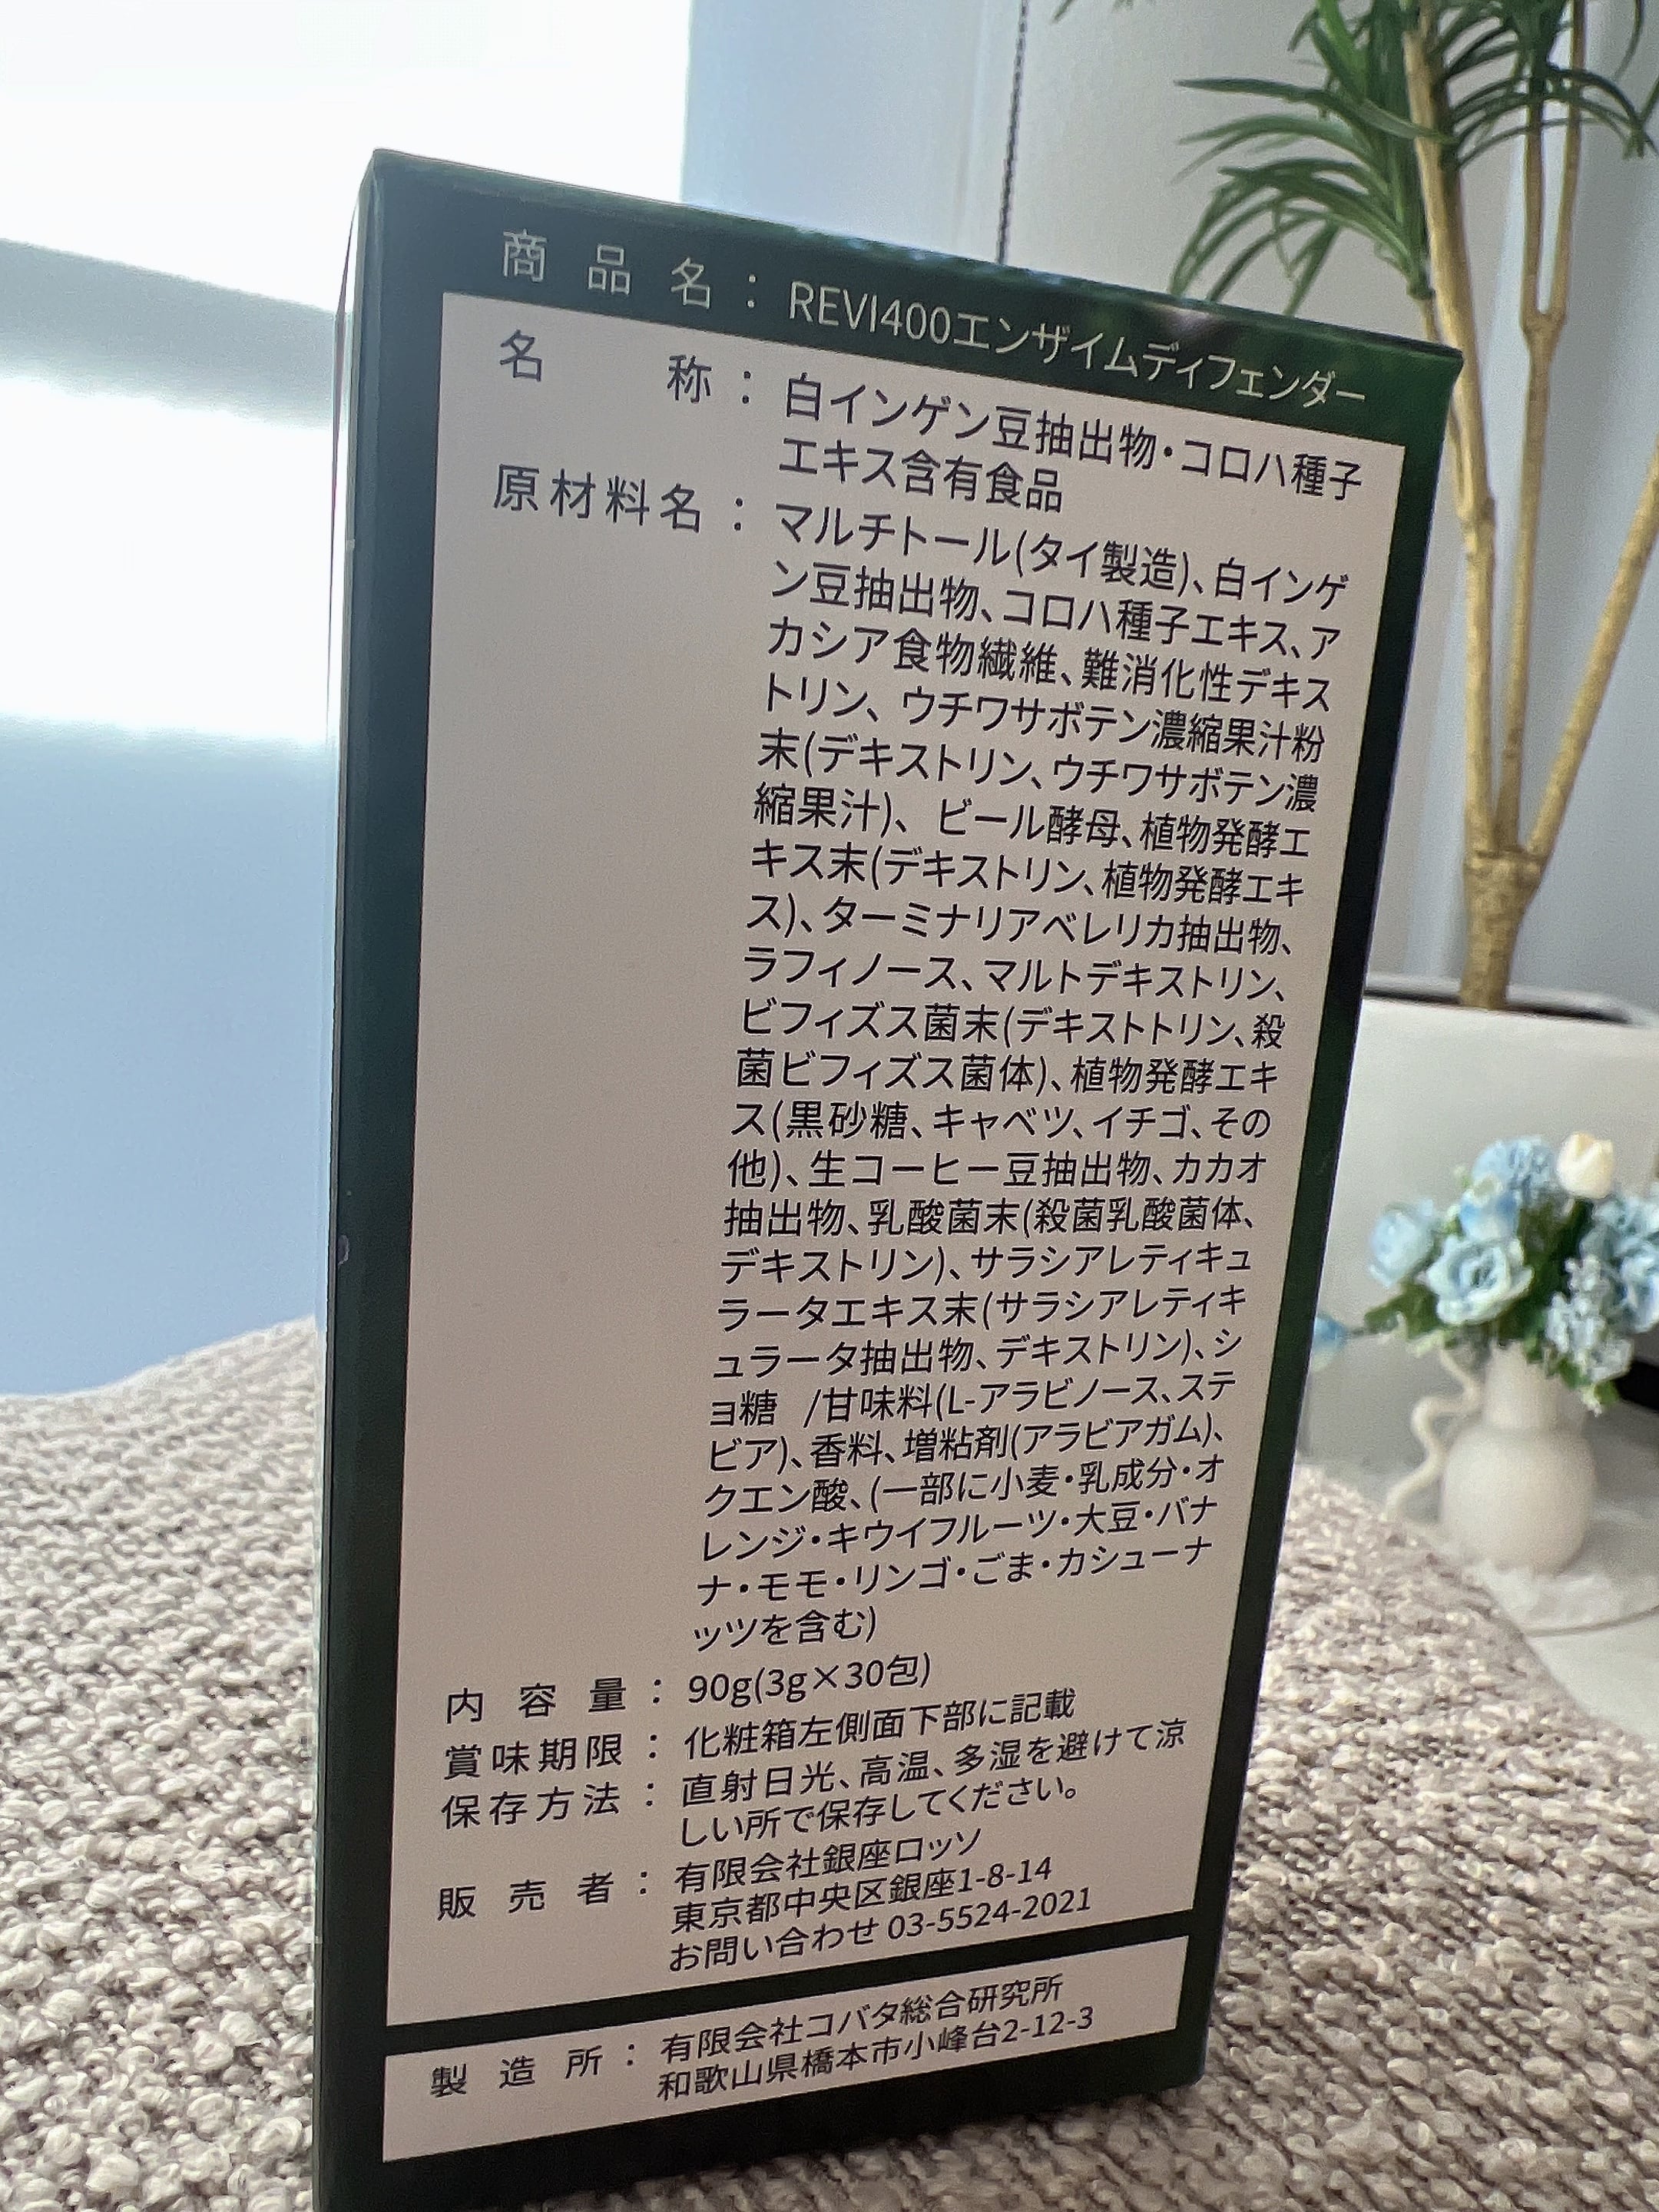 商品名：REVI400エンザイムディフェンダー
名称：白インゲン豆抽出物・コロハ種子
エキス含有食品
原材料名：マルチトール(タイ製造)、白インゲ
ン豆抽出物、コロハ種子エキス、ア
カシア食物繊維、難消化性デキス
トリン、ウチワサボテン濃縮果汁粉
末(デキストリン、ウチワサボテン濃
縮果汁)、ビール酵母、植物発酵エ
キス末(デキストリン、植物発酵エキ
ス)、ターミナリアベレリカ抽出物、
ラフィノース、マルトデキストリン、
ビフィズス菌末(デキストトリン、殺
菌ビフィズス菌体)、植物発酵エキ
ス(黒砂糖、キャベツ、イチゴ、その
他)、生コーヒー豆抽出物、カカオ
抽出物、乳酸菌末(殺菌乳酸菌体、
デキストリン)、サラシアレティキュ
ラータエキス末(サラシアレティキ
ュラータ抽出物、デキストリン)、シ
ョ糖 /甘味料(L-アラビノース、ステ
ビア)、香料、増粘剤(アラビアガム)、
クエン酸、(一部に小麦・乳成分・オ
レンジ・キウイフルーツ・大豆・バナ
ナ・モモ・リンゴ・ごま・カシューナ
ッツを含む)
内容量：90g(3g×30包)
賞味期限：化粧箱左側面下部に記載
保存方法：直射日光、高温、多湿を避けて涼
しい所で保存してください。
販売者：有限会社銀座ロッソ
東京都中央区銀座1-8-14
お問い合わせ 03-5524-2021
製造所：有限会社コバタ総合研究所
和歌山県橋本市小峰台2-12-3